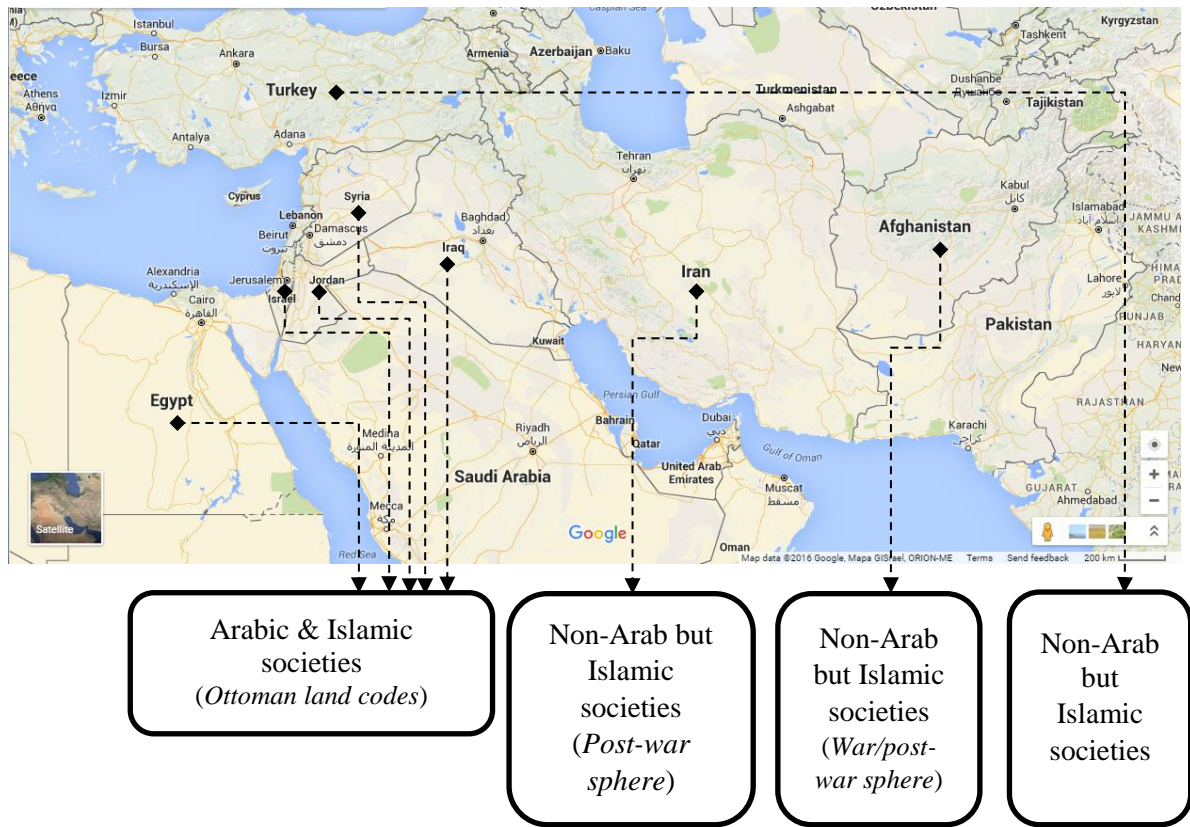 Istanbul
Bursa
Ankara
Turkey
Izmir
Antalya
Adana
eece
Athens
Αθήνα
Caspian Sea
Armenia
Azerbaijan
Baku
Uzbekistan
Tashkent
Kyrgyzstan
Turkmenistan
Ashgabat
Dushanbe
Душанбе
Tajikistan
Tehran
تهران
Cyprus
Syria
Lebanon
Beirut
بيروت
Damascus
دمشق
Baghdad
بغداد
Iraq
Jerusalem
Israel
Jordan
Alexandria
الإسكندرية
Cairo
القاهرة
Egypt
Iran
Afghanistan
Kabul
کابل
Islamabad
اسلام آباد
JAMMU A
KASHMI
Lahore
لاہور
HIMA
PRAD
Chand
PUNJAB
Pakistan
HARYAN
New
RAJASTHAN
Kuwait
Persian Gulf
Bahrain
Qatar
Dubai
دبي
United Arab
Emirates
Gulf of Oman
Muscat
مسقط
Oman
Karachi
کراچی
GUJARAT
Ahmedabad
Medina
المدينة المنورة
Riyadh
الرياض
Saudi Arabia
Mecca
مكة
Red Sea
Satellite
Google
+
−
Map data ©2016 Google, Mapa GISrael, ORION-ME Terms Send feedback 200 km
Arabic & Islamic
societies
(Ottoman land codes)
Non-Arab but
Islamic
societies
(Post-war
sphere)
Non-Arab
but Islamic
societies
(War/post-
war sphere)
Non-Arab
but
Islamic
societies